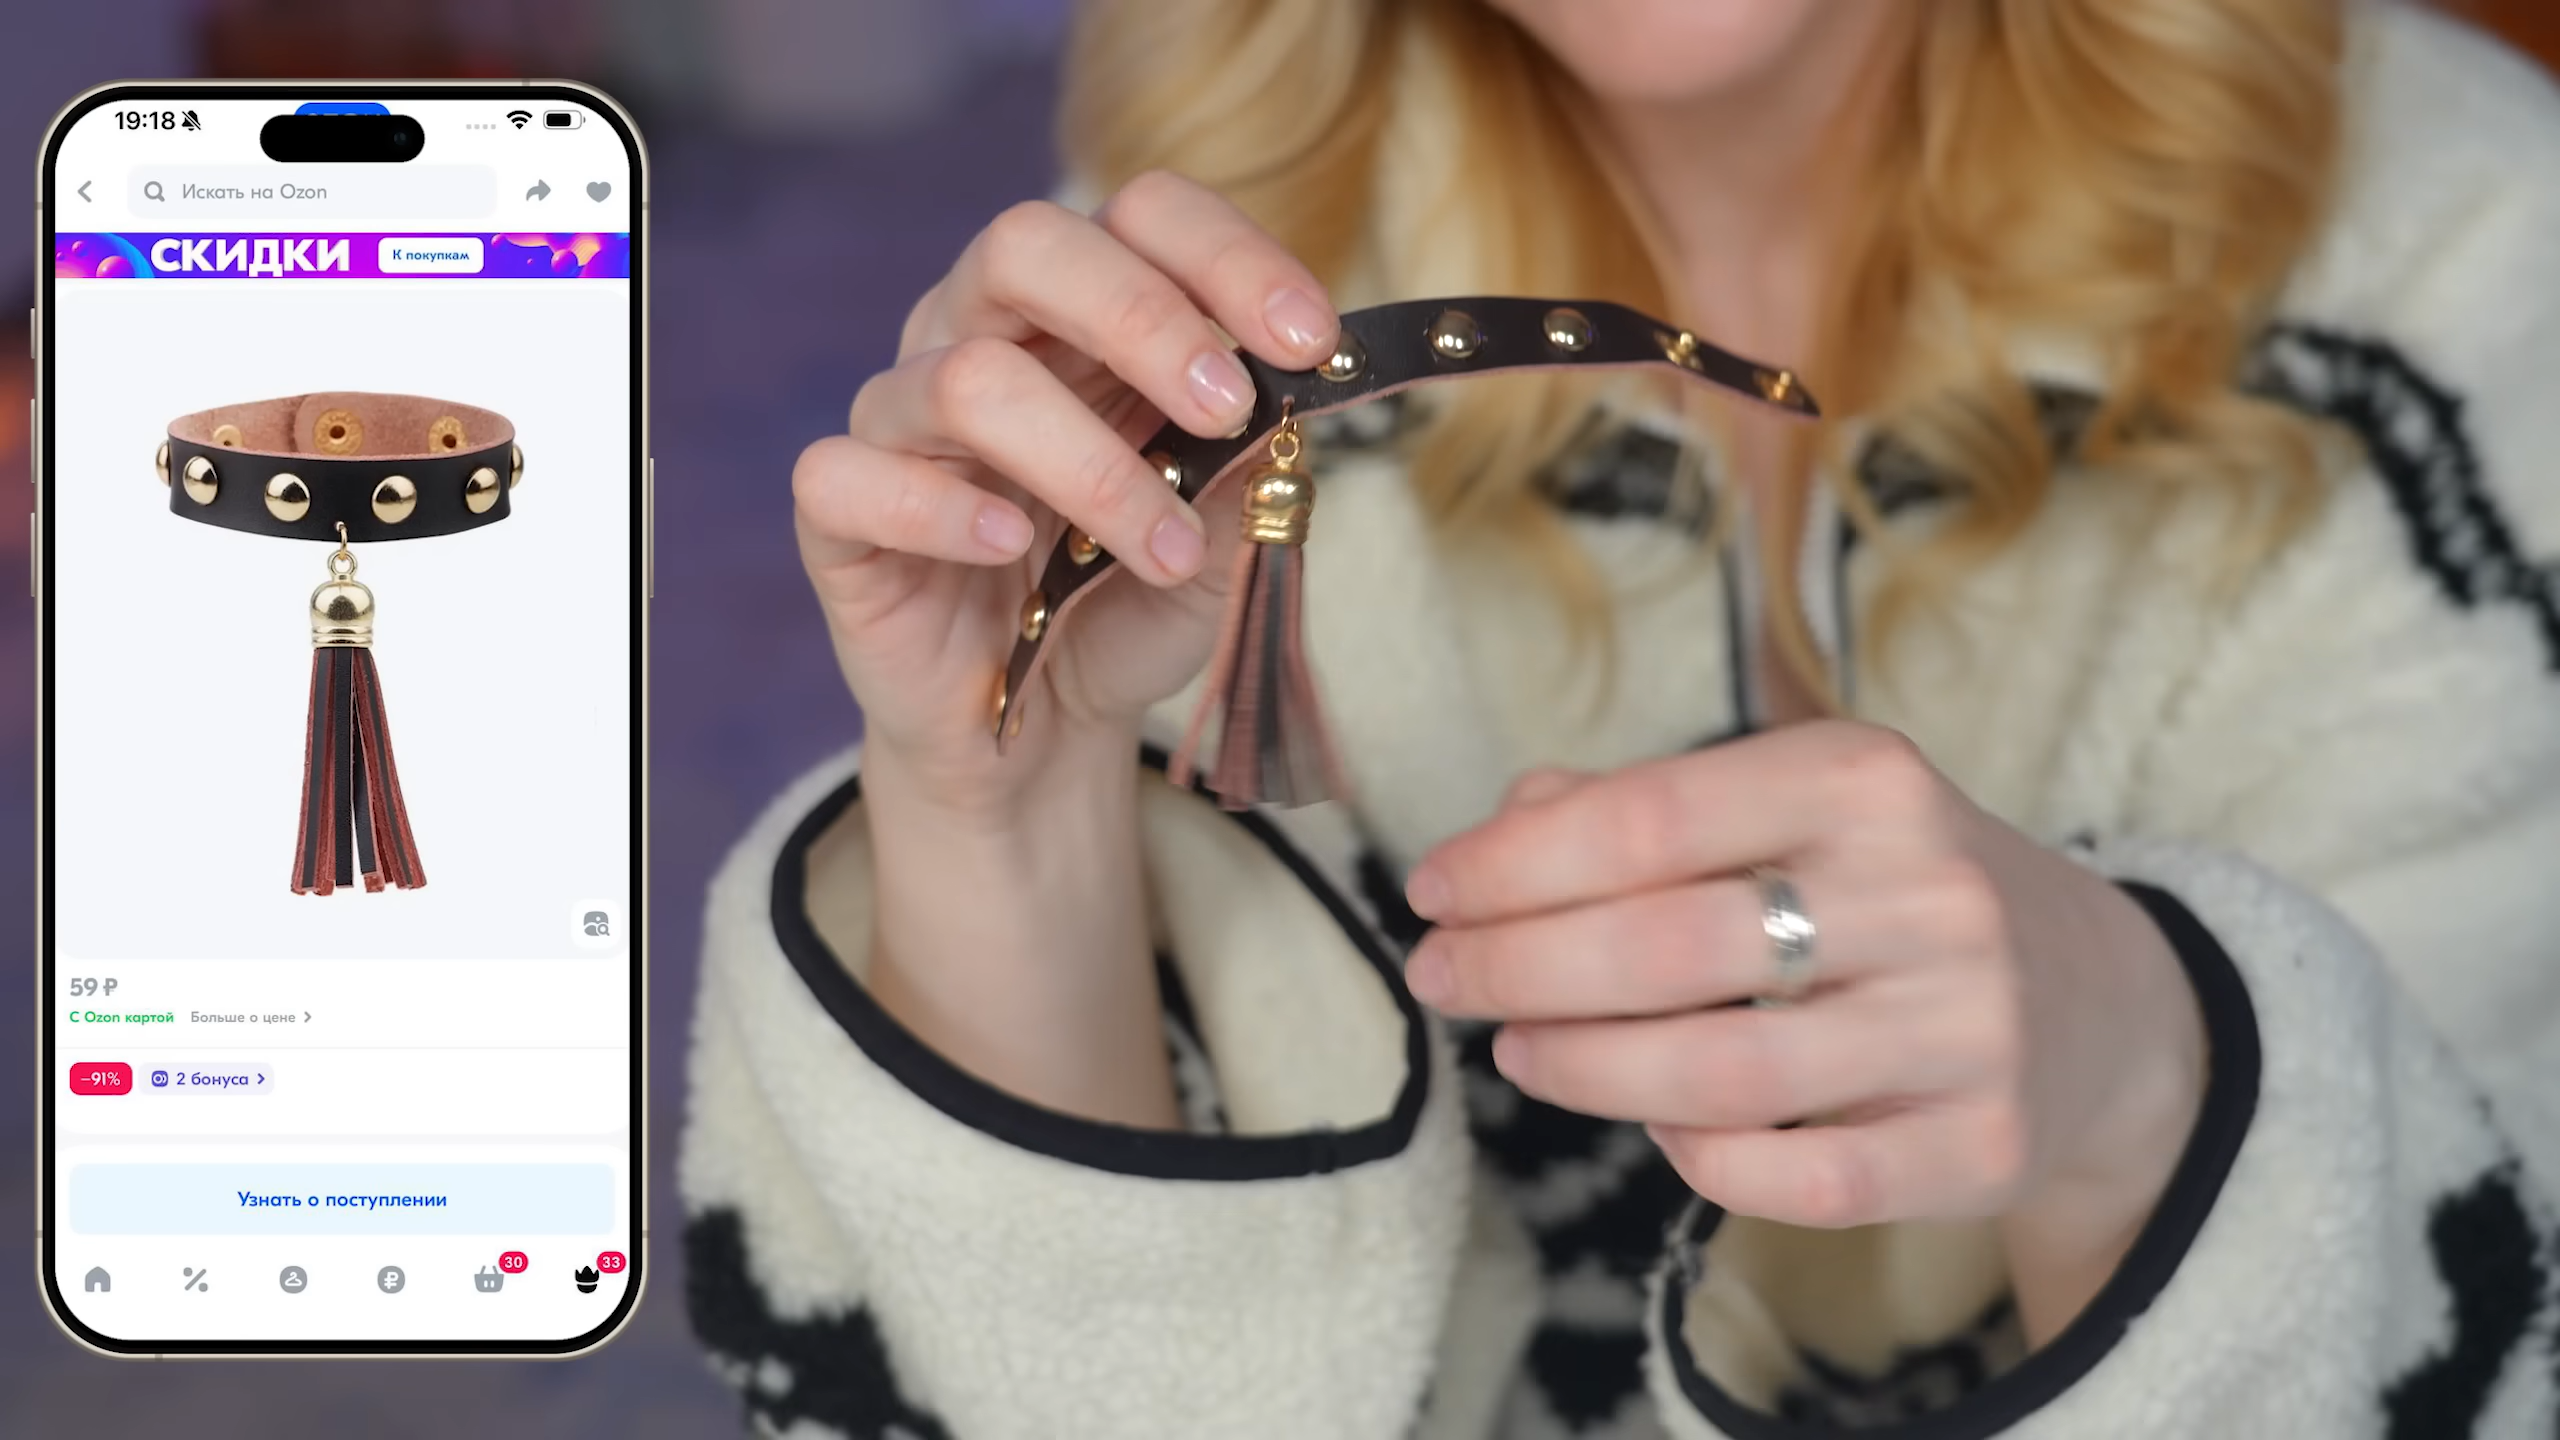 19:18
Искать на Ozon
СКИДКИ
К покупкам
59 ₽
С Ozon картой Больше о цене
−91% 2 бонуса
Узнать о поступлении
30
33